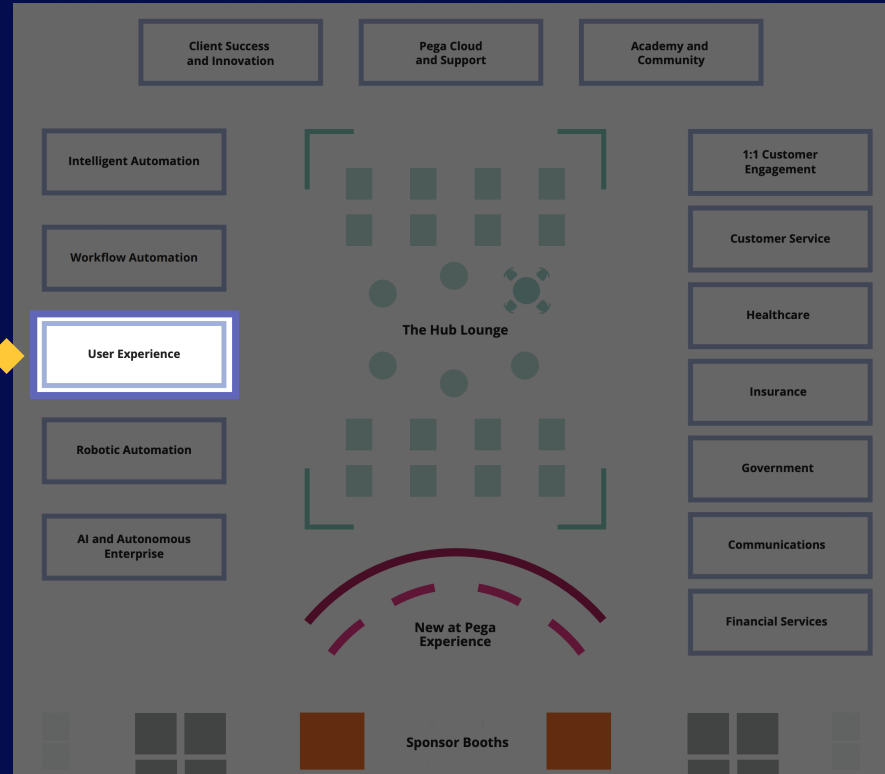 Client Success
and Innovation
Pega Cloud
and Support
Academy and
Community
Intelligent Automation
Workflow Automation
User Experience
Robotic Automation
AI and Autonomous
Enterprise
The Hub Lounge
1:1 Customer
Engagement
Customer Service
Healthcare
Insurance
Government
Communications
Financial Services
New at Pega
Experience
Sponsor Booths